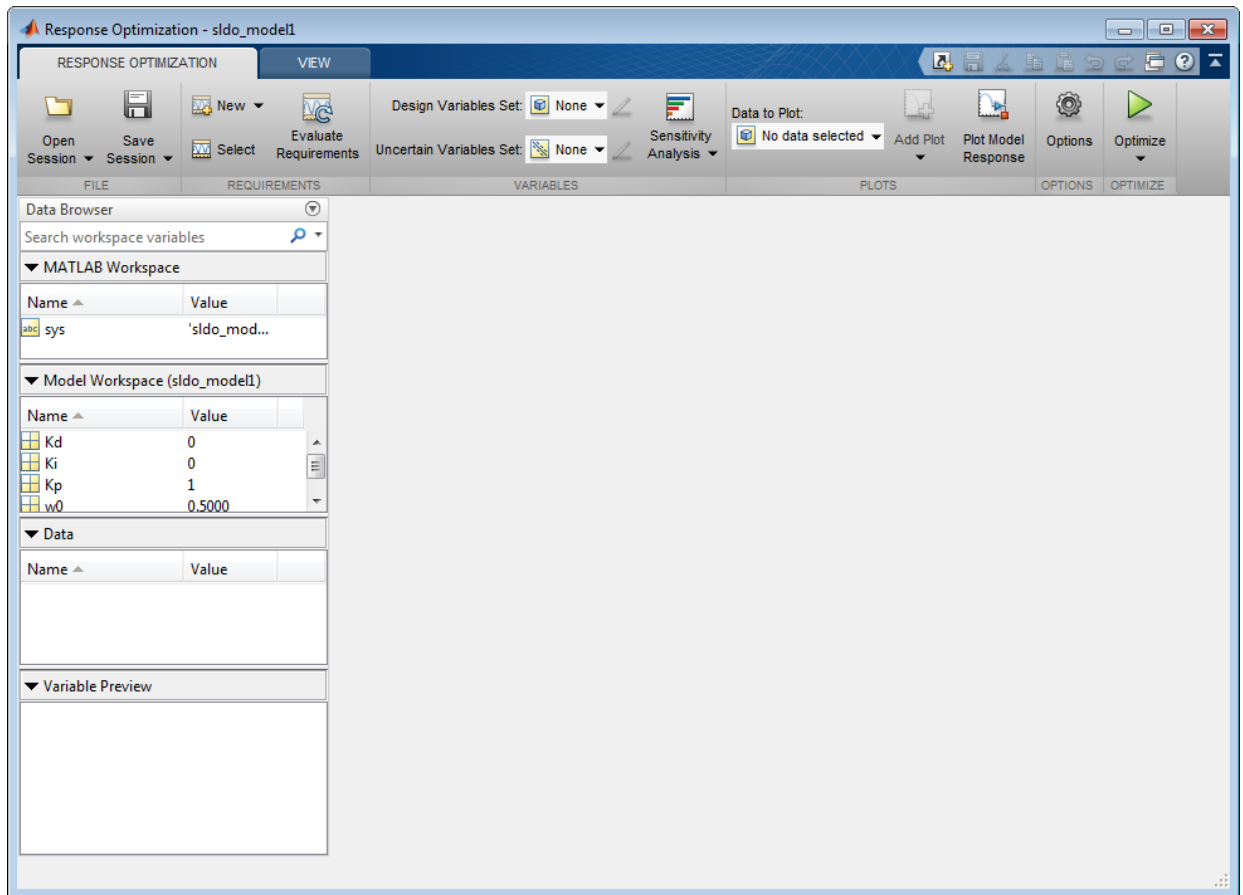 Response Optimization - sldo_model1
RESPONSE OPTIMIZATION VIEW
Open Session
Save Session
New
Select
Evaluate Requirements
Design Variables Set: None
Uncertain Variables Set: None
Sensitivity Analysis
Data to Plot:
No data selected
Add Plot
Plot Model Response
Options
Optimize
FILE REQUIREMENTS VARIABLES PLOTS OPTIONS OPTIMIZE
Data Browser
Search workspace variables
MATLAB Workspace
Name Value
abc sys 'sldo_mod...
Model Workspace (sldo_model1)
Name Value
Kd 0
Ki 0
Kp 1
w0 0.5000
Data
Name Value
Variable Preview